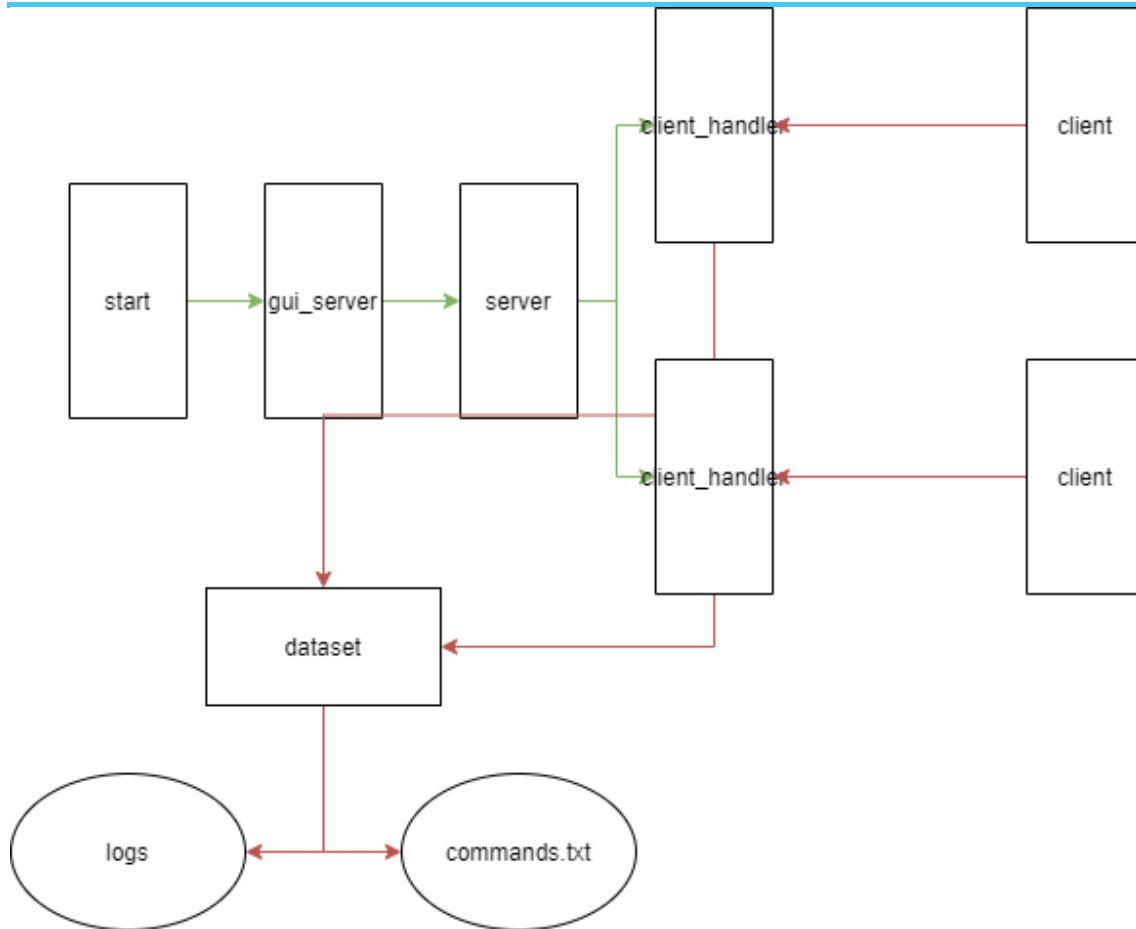 client_handler
client
start
gui_server
server
client_handler
client
dataset
logs
commands.txt